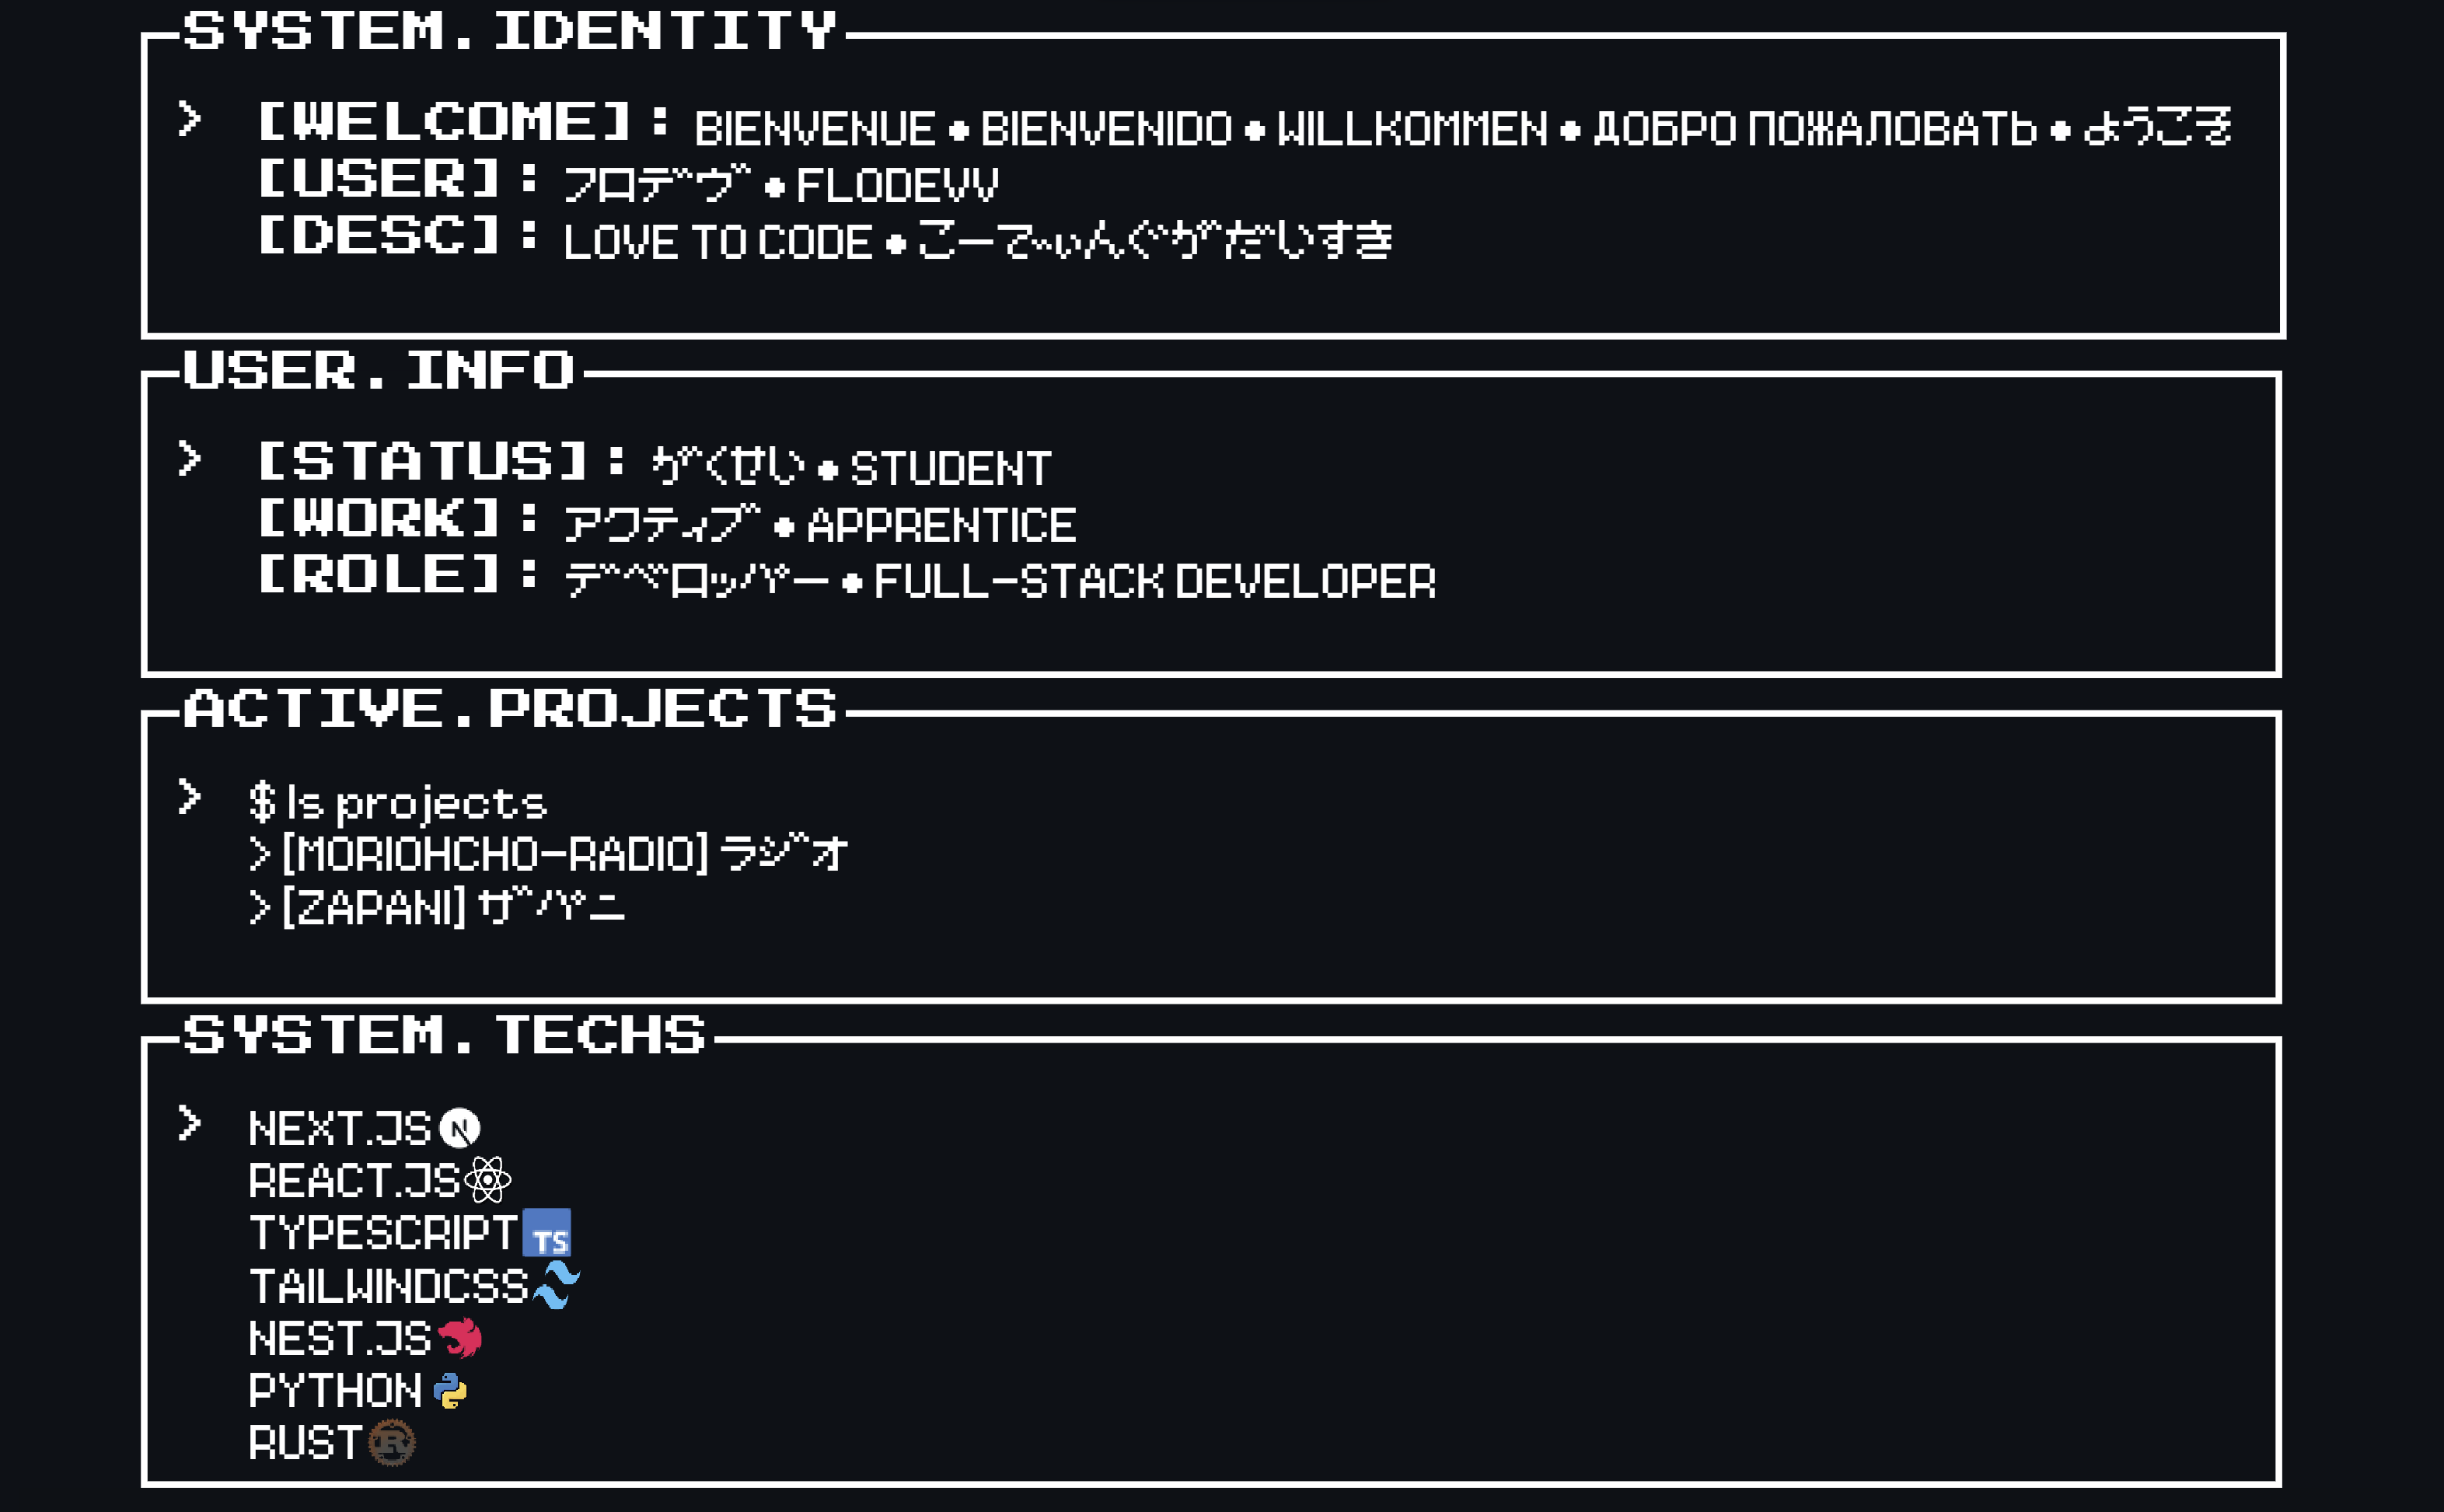 SYSTEM.IDENTITY
> [WELCOME]: BIENVENUE • BIENVENIDO • WILLKOMMEN • ДОБРО ПОЖАЛОВАТЬ • ようこそ
[USER]: フロデヴ • FLODEVV
[DESC]: LOVE TO CODE • こーでぃんぐがだいすき
USER.INFO
> [STATUS]: がくせい • STUDENT
[WORK]: アクティブ • APPRENTICE
[ROLE]: デベロッパー • FULL-STACK DEVELOPER
ACTIVE.PROJECTS
> $ ls projects
>[MORIOHCHO-RADIO] ラジオ
>[ZAPANI] ザパニ
SYSTEM.TECHS
> NEXT.JS N
REACT.JS
TYPESCRIPT TS
TAILWINDCSS
NEST.JS
PYTHON
RUST R